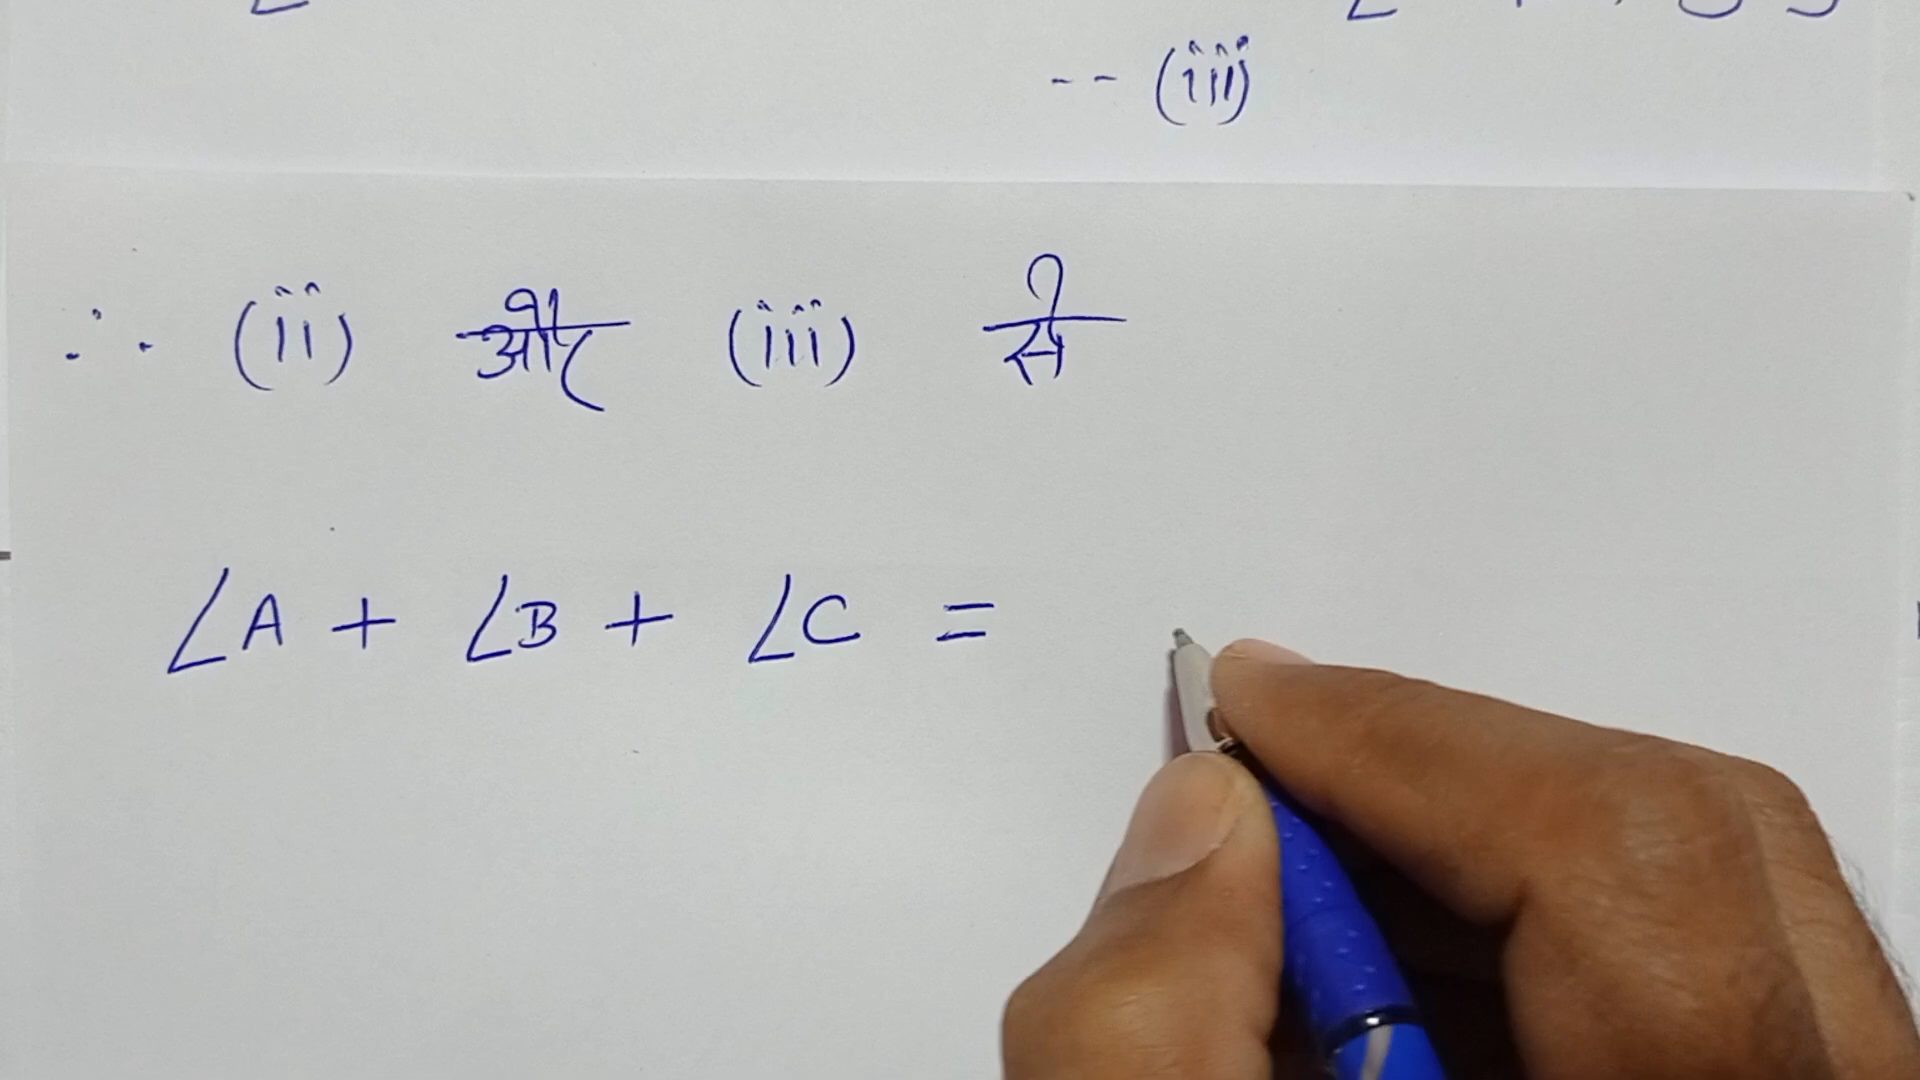 -- (iii)
∴ (ii) और (iii) से
∠A + ∠B + ∠C =